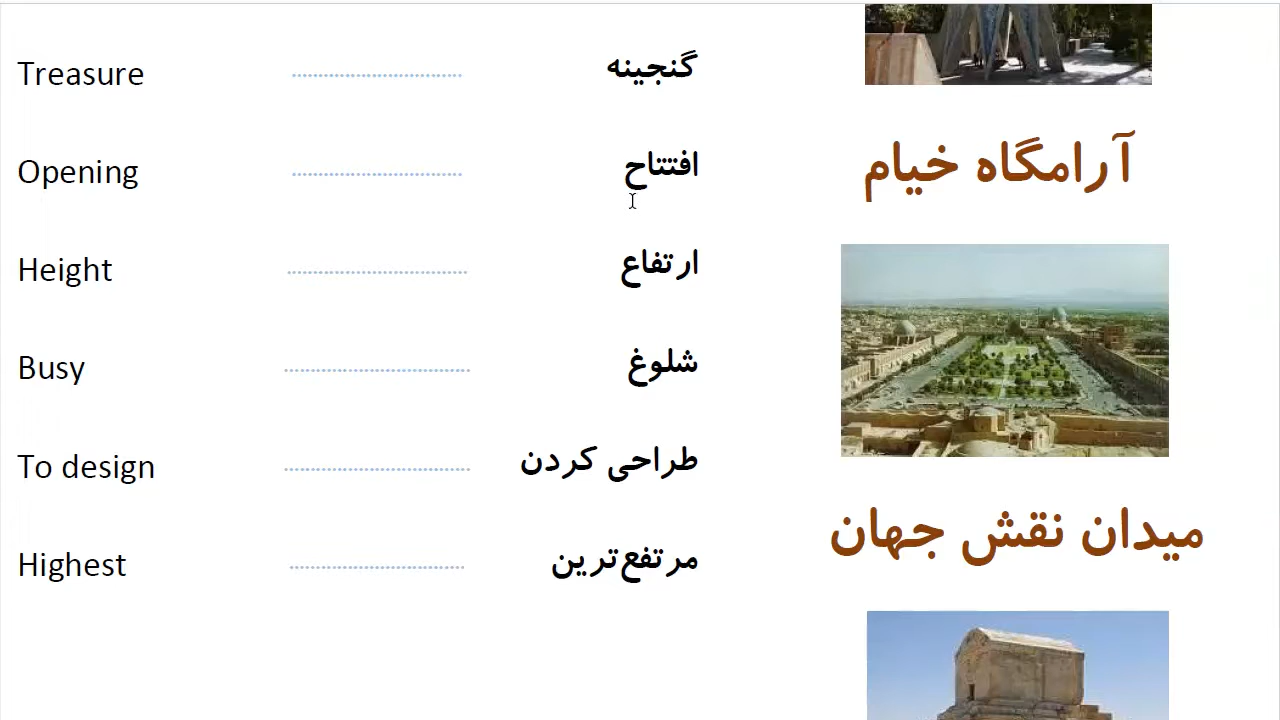 Treasure گنجینه
Opening افتتاح
Height ارتفاع
Busy شلوغ
To design طراحی کردن
Highest مرتفع‌ترین
آرامگاه خیام
میدان نقش جهان